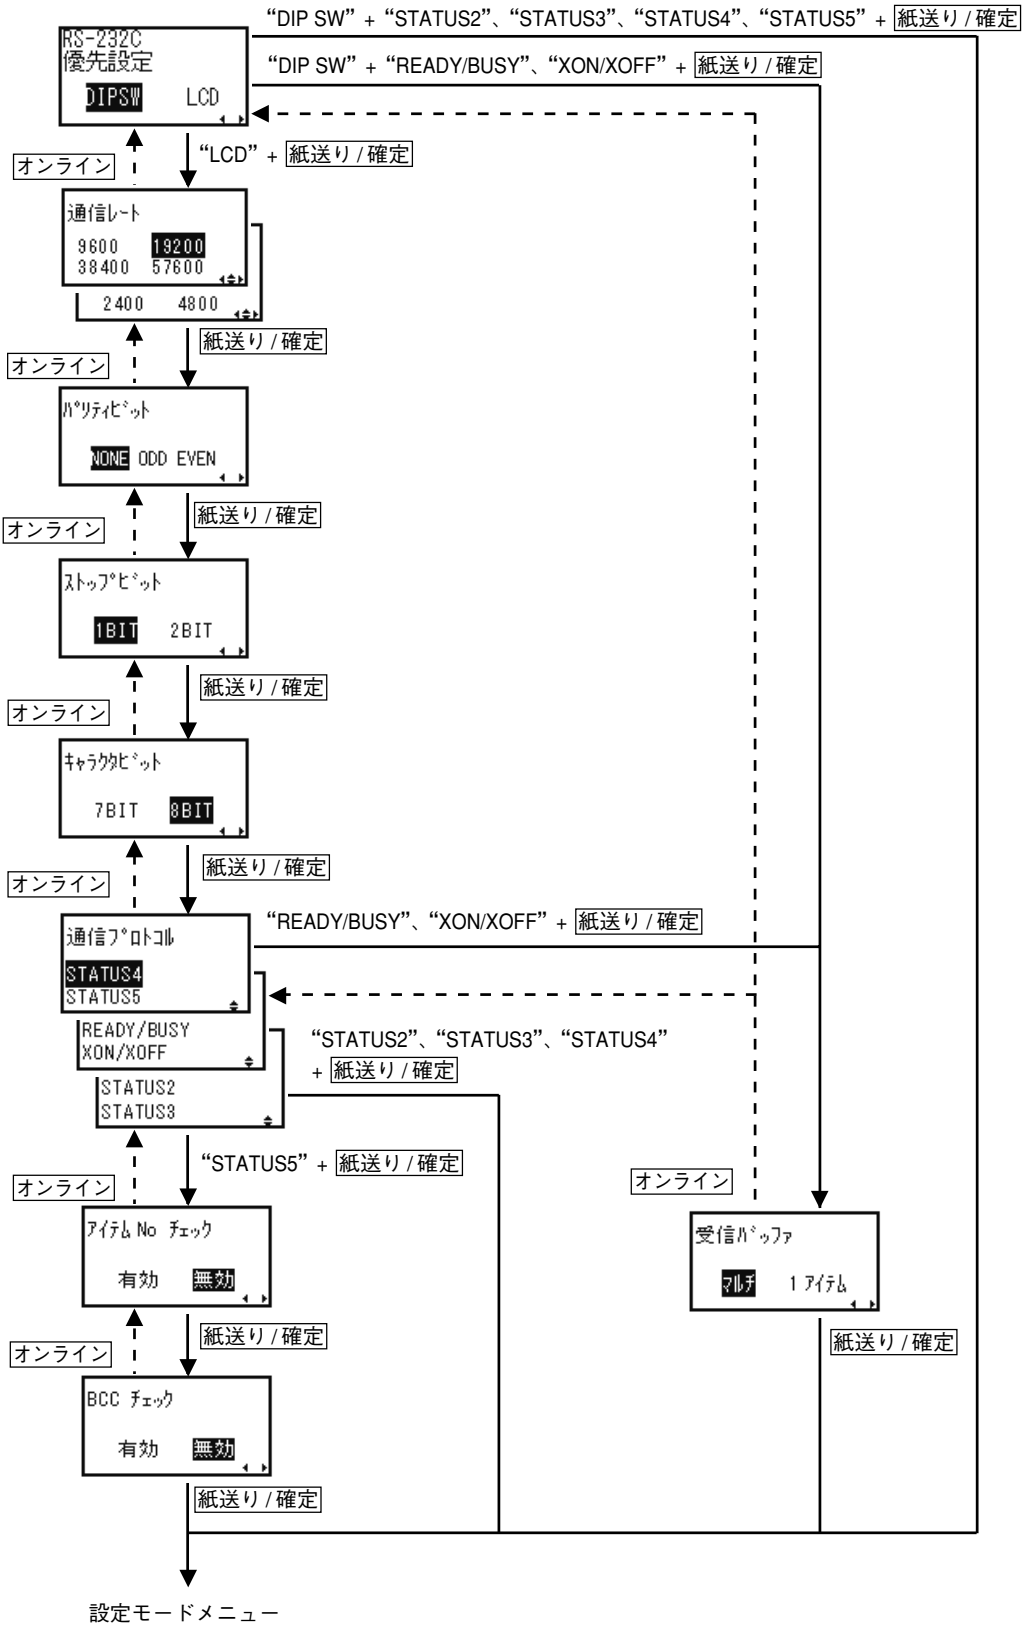 “DIP SW” + “STATUS2”、“STATUS3”、“STATUS4”、“STATUS5” + 紙送り/確定
RS-232C
優先設定
DIPSW LCD
“DIP SW” + “READY/BUSY”、“XON/XOFF” + 紙送り/確定
オンライン
“LCD” + 紙送り/確定
通信ﾚｰﾄ
9600 19200
38400 57600
2400 4800
オンライン
紙送り/確定
ﾊﾟﾘﾃｨﾋﾞｯﾄ
NONE ODD EVEN
オンライン
紙送り/確定
ｽﾄｯﾌﾟﾋﾞｯﾄ
1BIT 2BIT
オンライン
紙送り/確定
ｷｬﾗｸﾀﾋﾞｯﾄ
7BIT 8BIT
オンライン
紙送り/確定
通信ﾌﾟﾛﾄｺﾙ
STATUS4
STATUS5
READY/BUSY
XON/XOFF
STATUS2
STATUS3
“READY/BUSY”、“XON/XOFF” + 紙送り/確定
“STATUS2”、“STATUS3”、“STATUS4”
+ 紙送り/確定
オンライン
“STATUS5” + 紙送り/確定
オンライン
ｱｲﾃﾑ No ﾁｪｯｸ
有効 無効
受信ﾊﾞｯﾌｧ
ﾏﾙﾁ 1 ｱｲﾃﾑ
オンライン
紙送り/確定
紙送り/確定
BCC ﾁｪｯｸ
有効 無効
紙送り/確定
設定モードメニュー